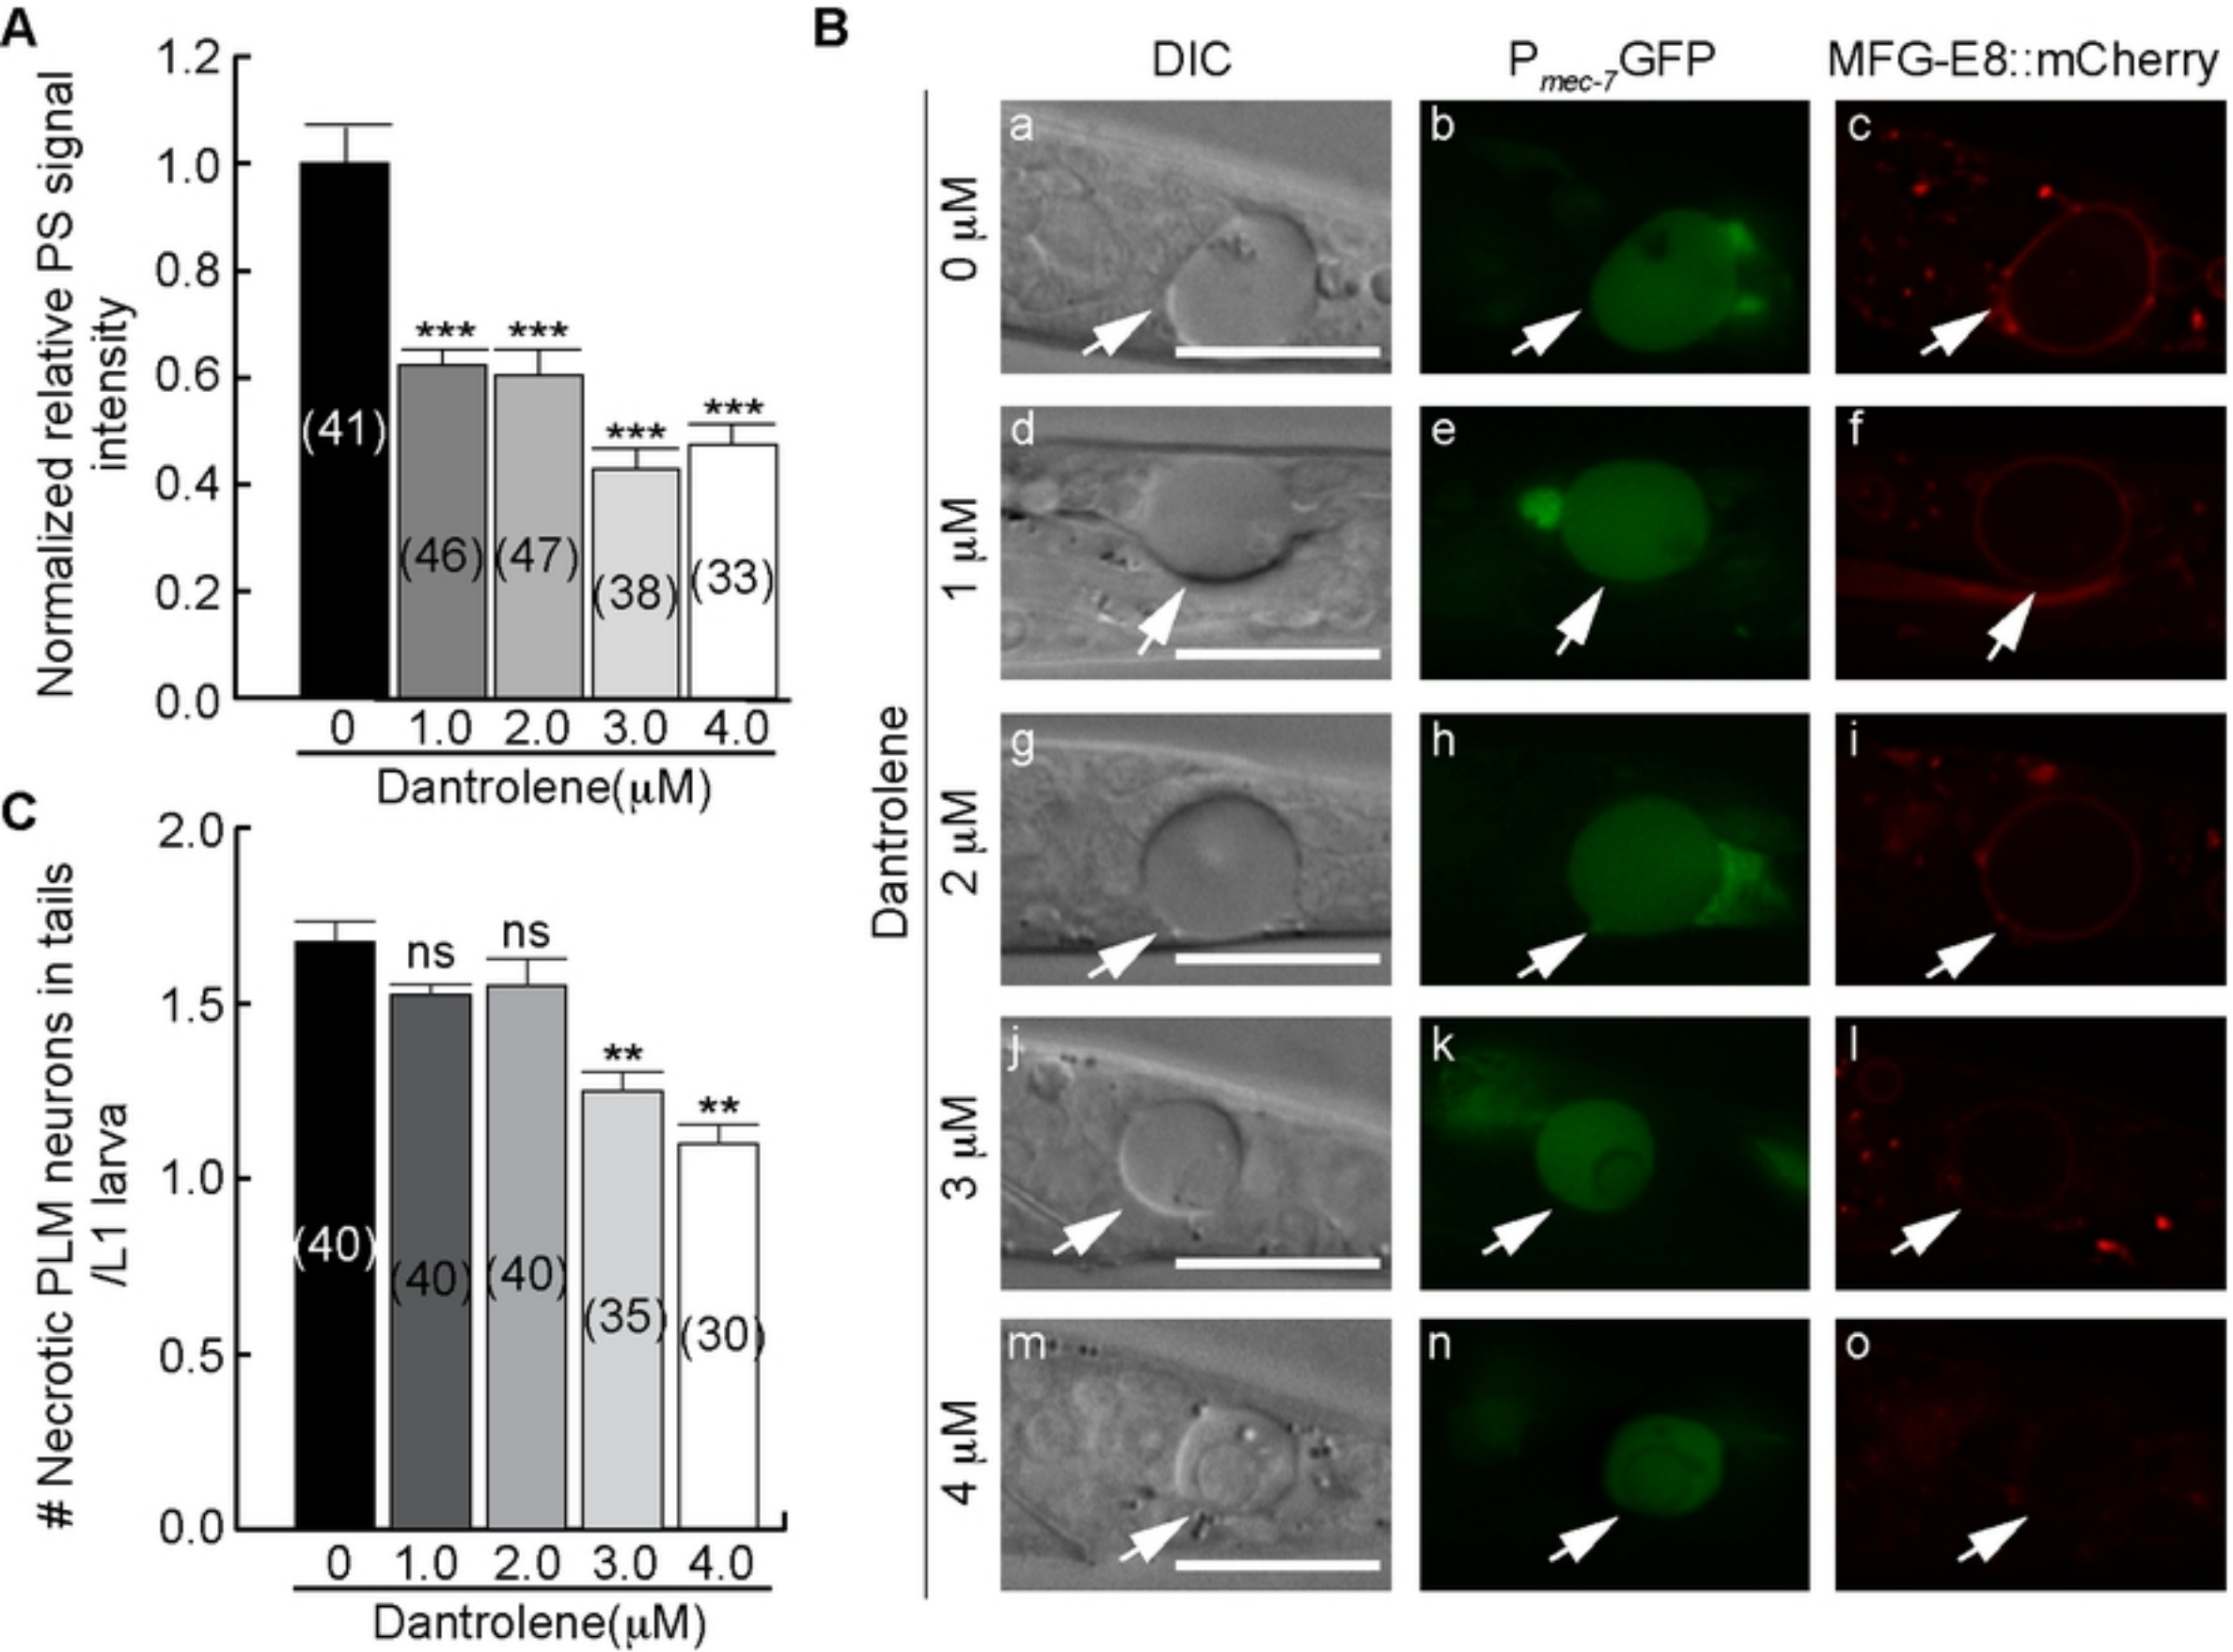 A
Normalized relative PS signal
intensity
1.2
1.0
0.8
0.6
0.4
0.2
0.0
***
***
***
***
(41)
(46)
(47)
(38)
(33)
0
1.0
2.0
3.0
4.0
Dantrolene(μM)
C
# Necrotic PLM neurons in tails
/L1 larva
2.0
1.5
1.0
0.5
0.0
ns
ns
**
**
(40)
(40)
(40)
(35)
(30)
0
1.0
2.0
3.0
4.0
Dantrolene(μM)
B
DIC
Pmec-7GFP
MFG-E8::mCherry
Dantrolene
0 μM
a
b
c
1 μM
d
e
f
2 μM
g
h
i
3 μM
j
k
l
4 μM
m
n
o